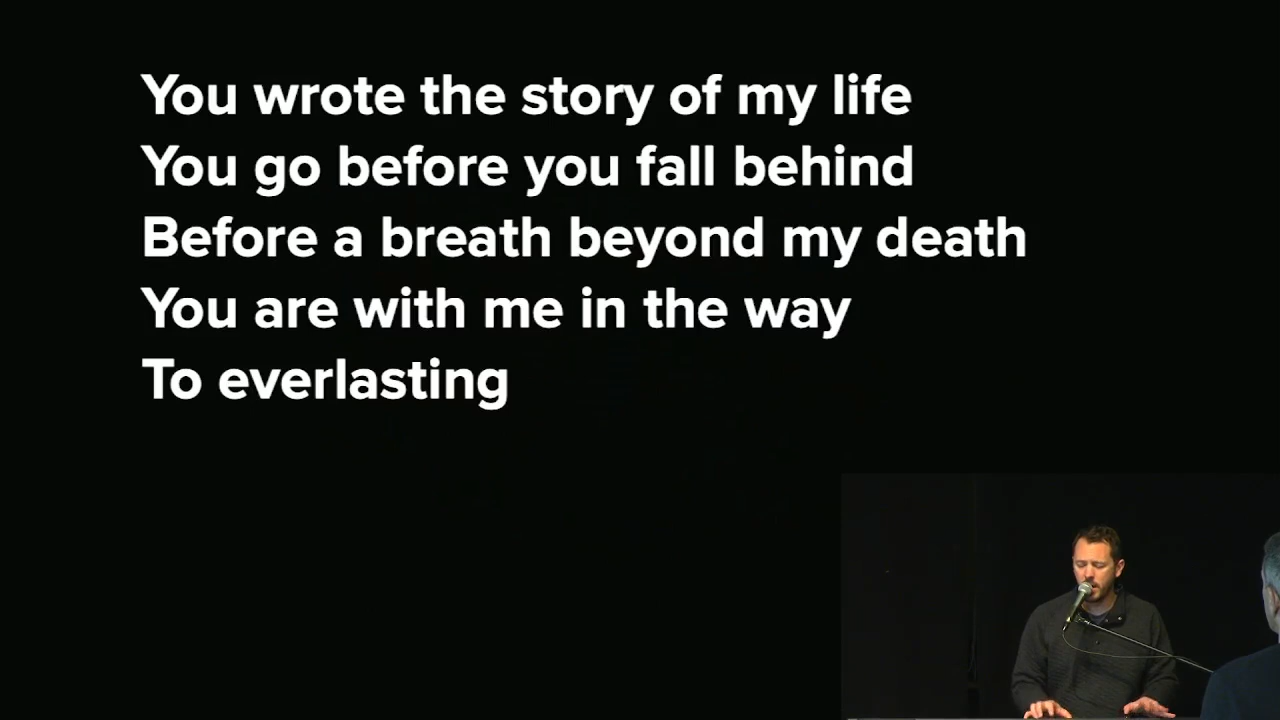 You wrote the story of my life
You go before you fall behind
Before a breath beyond my death
You are with me in the way
To everlasting